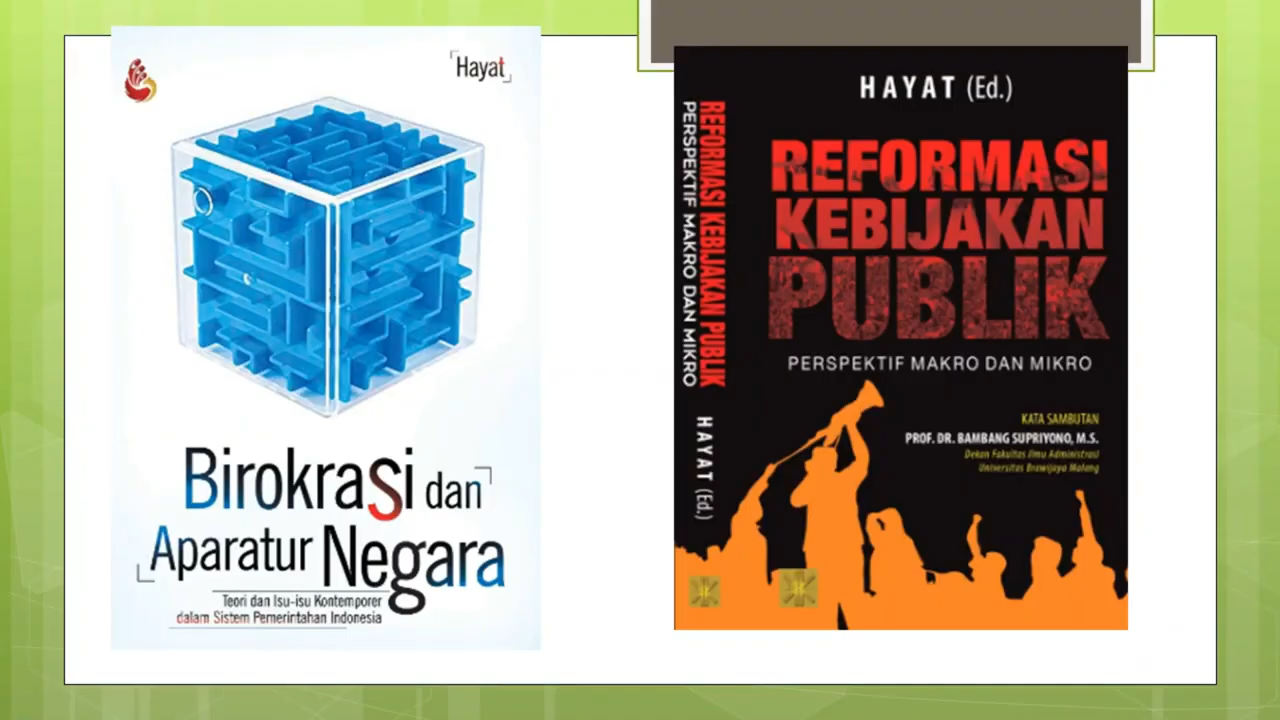 Hayat
Birokrasi dan
Aparatur Negara
Teori dan Isu-isu Kontemporer
dalam Sistem Pemerintahan Indonesia
REFORMASI KEBIJAKAN PUBLIK
PERSPEKTIF MAKRO DAN MIKRO
HAYAT (Ed.)
HAYAT (Ed.)
REFORMASI
KEBIJAKAN
PUBLIK
PERSPEKTIF MAKRO DAN MIKRO
KATA SAMBUTAN
PROF. DR. BAMBANG SUPRIYONO, M.S.
Dekan Fakultas Ilmu Administrasi
Universitas Brawijaya Malang